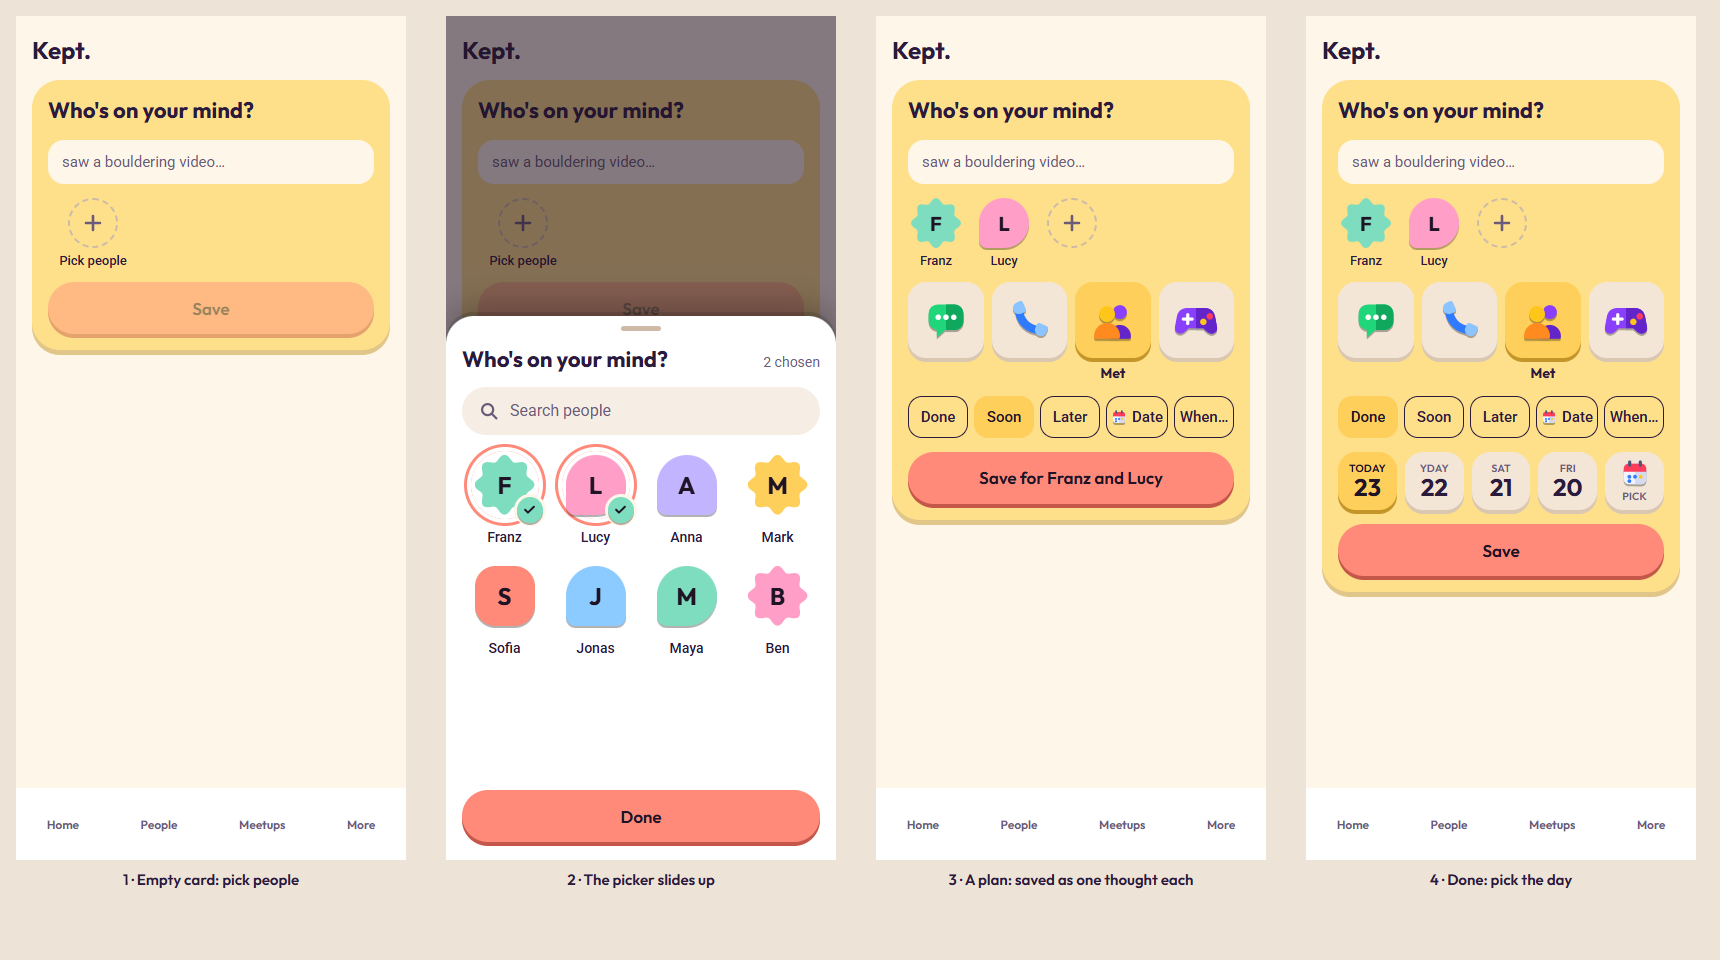 Kept.
Who's on your mind?
saw a bouldering video...
Pick people
Save
Home People Meetups More
1 · Empty card: pick people
Kept.
Who's on your mind?
saw a bouldering video...
Pick people
Save
Who's on your mind?
2 chosen
Search people
F L A M
Franz Lucy Anna Mark
S J M B
Sofia Jonas Maya Ben
Done
2 · The picker slides up
Kept.
Who's on your mind?
saw a bouldering video...
F L
Franz Lucy
Met
Done Soon Later Date When...
Save for Franz and Lucy
Home People Meetups More
3 · A plan: saved as one thought each
Kept.
Who's on your mind?
saw a bouldering video...
F L
Franz Lucy
Met
Done Soon Later Date When...
TODAY YDAY SAT FRI
23 22 21 20 PICK
Save
Home People Meetups More
4 · Done: pick the day